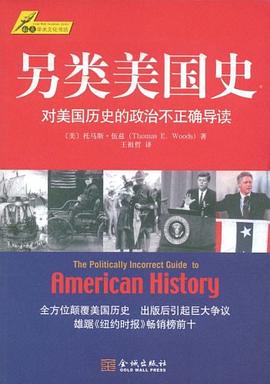 另类美国史
对美国历史的政治不正确导读
〔美〕托马斯·伍兹（Thomas E. Woods）著
王祖哲 译
The Politically Incorrect Guide to
American History
全方位颠覆美国历史 出版后引起巨大争议
雄踞《纽约时报》畅销榜前十
金城出版社